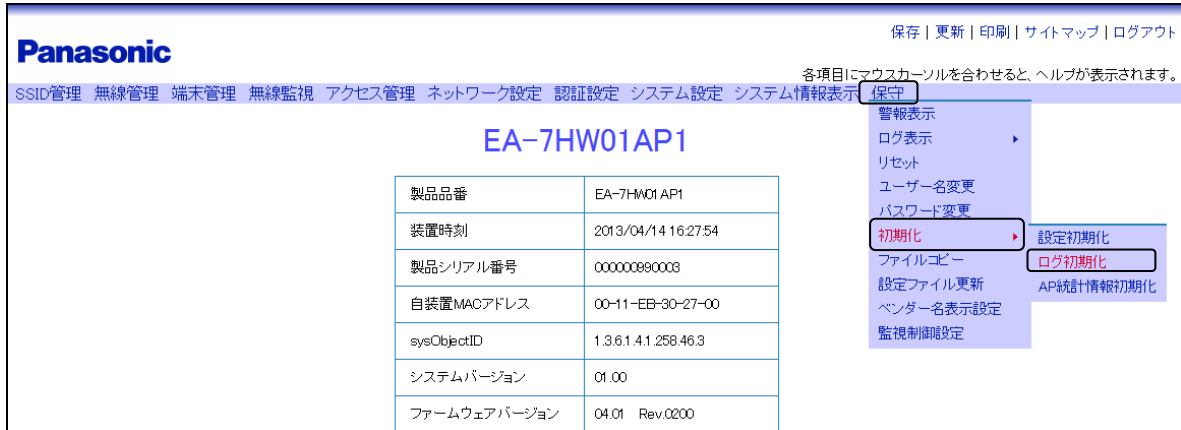 保存 | 更新 | 印刷 | サイトマップ | ログアウト
Panasonic
各項目にマウスカーソルを合わせると、ヘルプが表示されます。
SSID管理 無線管理 端末管理 無線監視 アクセス管理 ネットワーク設定 認証設定 システム設定 システム情報表示 保守
警報表示
ログ表示
リセット
ユーザー名変更
パスワード変更
初期化
ファイルコピー
設定ファイル更新
ベンダー名表示設定
監視制御設定
設定初期化
ログ初期化
AP統計情報初期化
EA-7HW01AP1
製品品番 EA-7HW01AP1
装置時刻 2013/04/14 16:27:54
製品シリアル番号 000000990003
自装置MACアドレス 00-11-EB-30-27-00
sysObjectID 1.3.6.1.4.1.258.46.3
システムバージョン 01.00
ファームウェアバージョン 04.01 Rev.0200